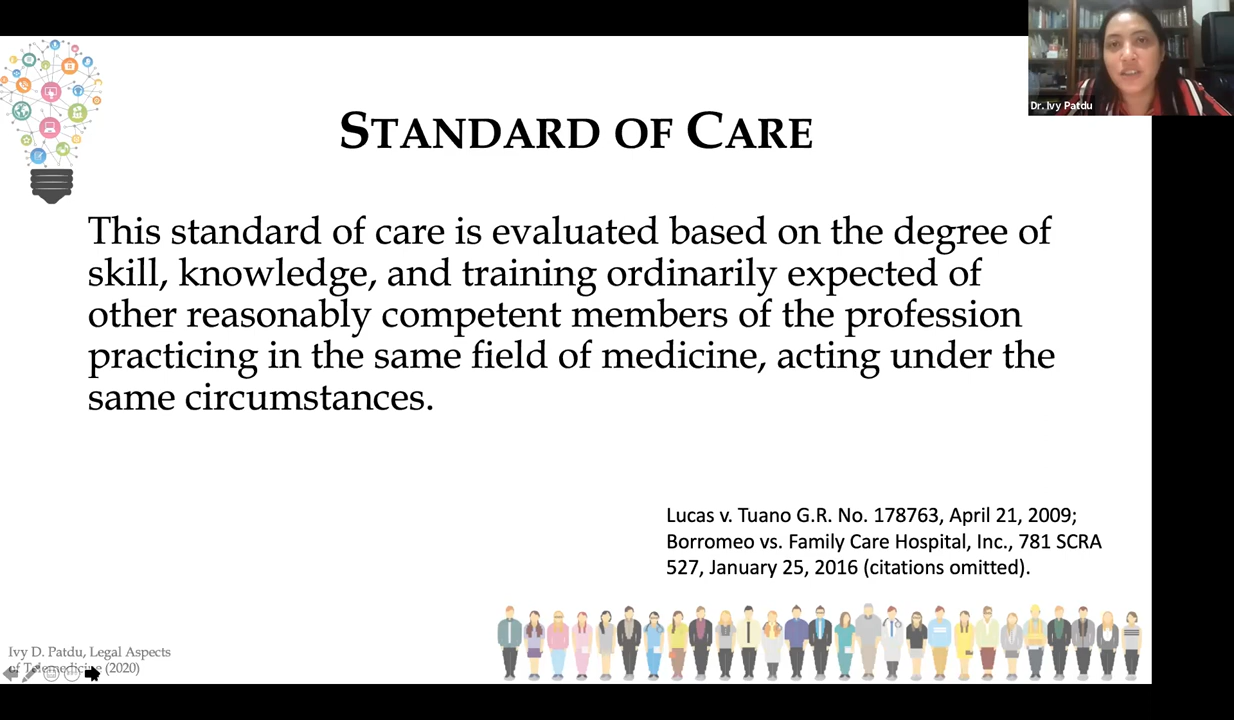 Dr. Ivy Patdu
STANDARD OF CARE
This standard of care is evaluated based on the degree of
skill, knowledge, and training ordinarily expected of
other reasonably competent members of the profession
practicing in the same field of medicine, acting under the
same circumstances.
Lucas v. Tuano G.R. No. 178763, April 21, 2009;
Borromeo vs. Family Care Hospital, Inc., 781 SCRA
527, January 25, 2016 (citations omitted).
Ivy D. Patdu, Legal Aspects
of Telemedicine (2020)